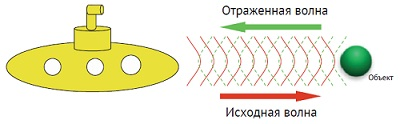 Отраженная волна
Объект
Исходная волна